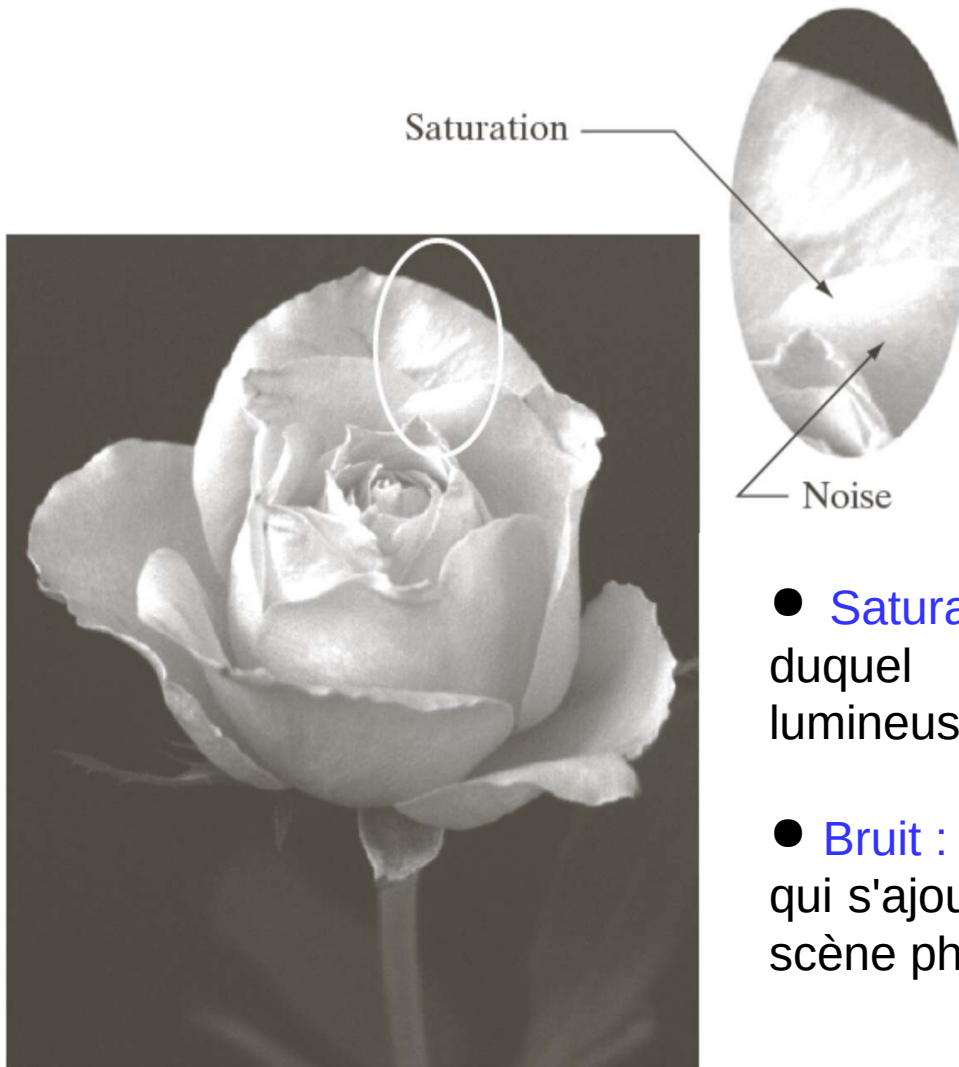 Saturation
Noise
● Satura
duquel
lumineus
● Bruit :
qui s'ajou
scène ph